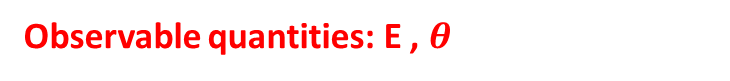 Observable quantities: E , θ